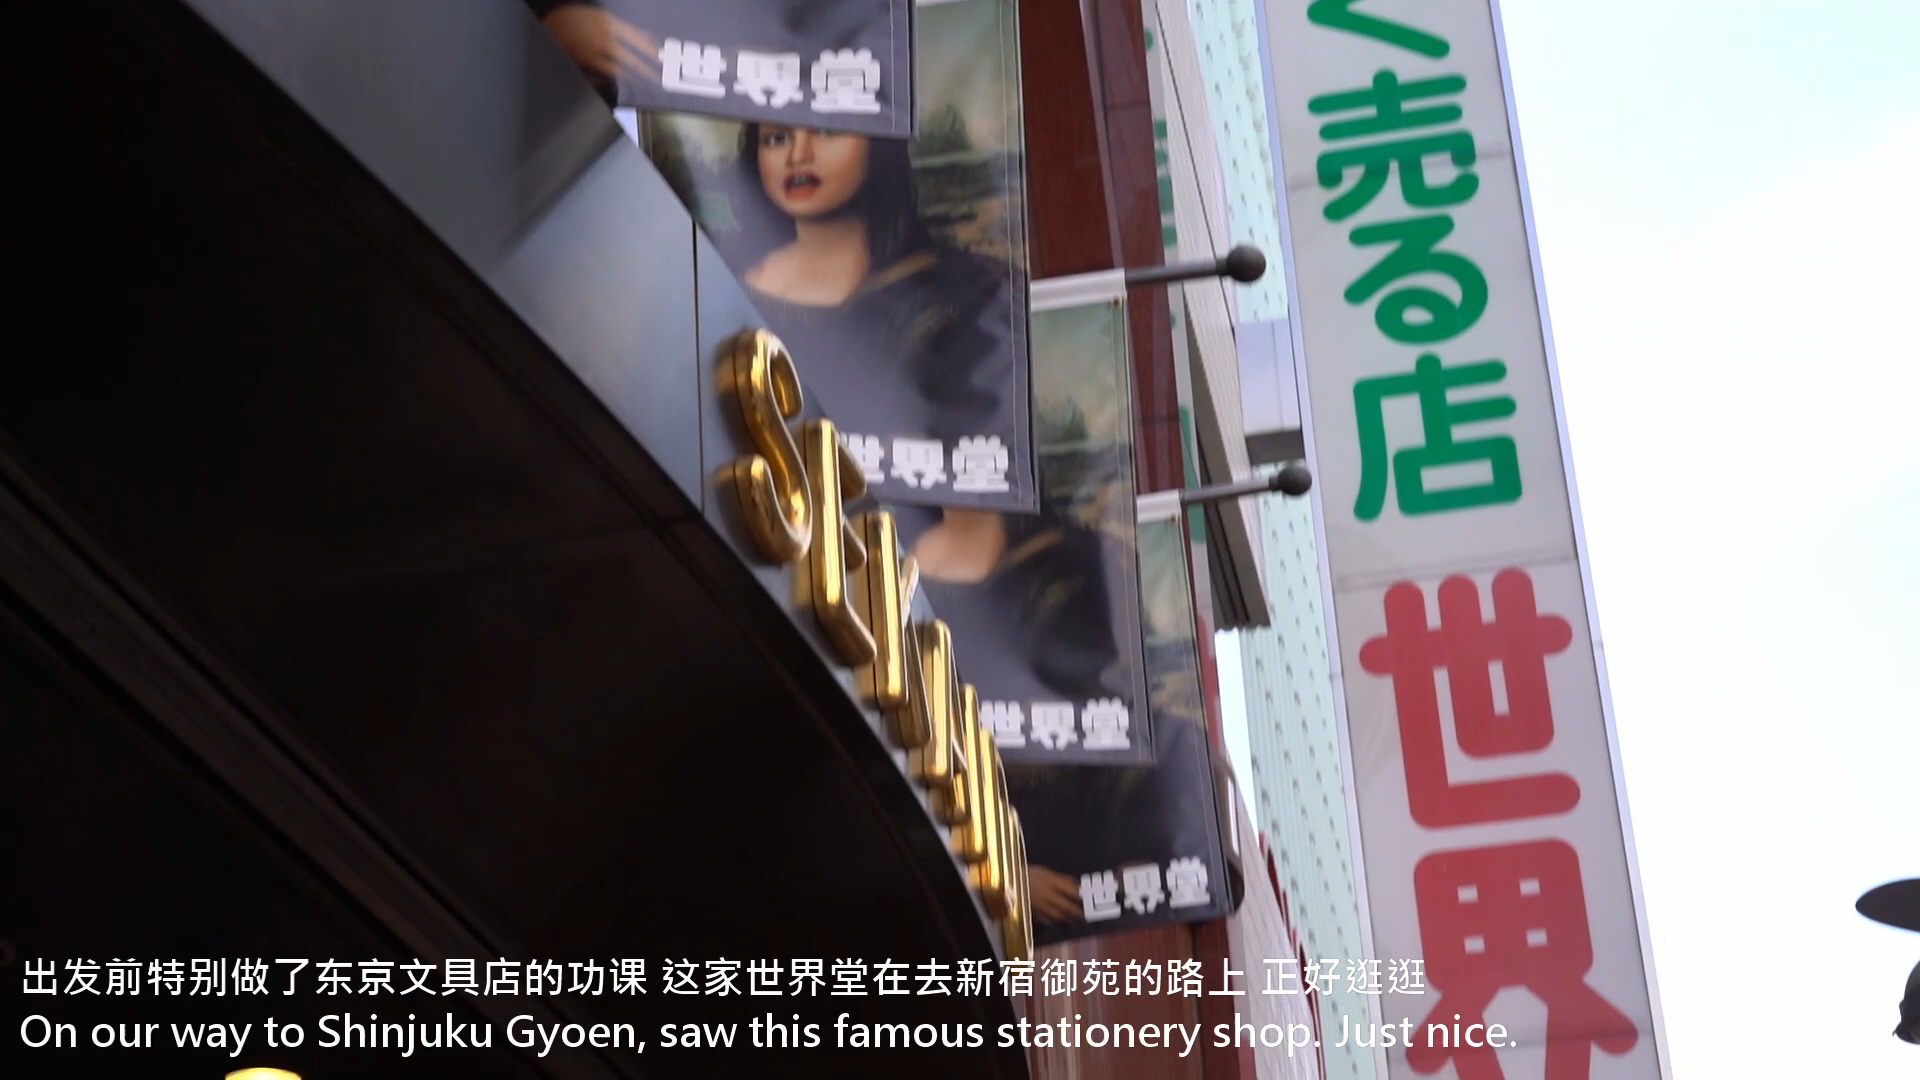 世界堂
世界堂
世界堂
世界堂
く売る店 世界
SEKAIDO
出发前特别做了东京文具店的功课 这家世界堂在去新宿御苑的路上 正好逛逛
On our way to Shinjuku Gyoen, saw this famous stationery shop. Just nice.